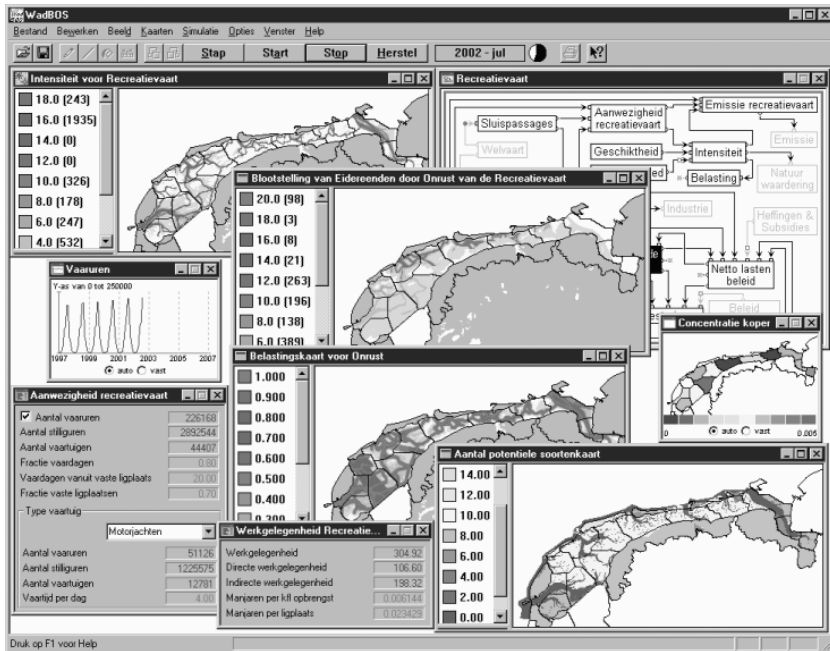 WadBOS
Bestand Bewerken Beeld Kaarten Simulatie Opties Venster Help
Stap Start Stop Herstel 2002 - jul
Intensiteit voor Recreatievaart
18.0 (243)
16.0 (1935)
14.0 (0)
12.0 (0)
10.0 (326)
8.0 (178)
6.0 (247)
4.0 (532)
Recreatievaart
Sluispassages
Aanwezigheid
recreatievaart
Emissie recreatievaart
Emissie
Welvaart
Geschiktheid
Intensiteit
Belasting
Natuur
waardering
Industrie
Heffingen &
Subsidies
Netto lasten
beleid
Beleid
Blootstelling van Eidereenden door Onrust van de Recreatievaart
20.0 (98)
18.0 (3)
16.0 (8)
14.0 (21)
12.0 (263)
10.0 (196)
8.0 (138)
6.0 (389)
Vaaruren
Y-as van 0 tot 250000
1997 1999 2001 2003 2005 2007
auto vast
Concentratie koper
0 0.005
auto vast
Belastingskaart voor Onrust
1.000
0.900
0.800
0.700
0.600
0.500
0.400
0.300
Aanwezigheid recreatievaart
Aantal vaaruren 226168
Aantal stilliguren 2892544
Aantal vaartuigen 44407
Fractie vaardagen 0.80
Vaardagen vanuit vaste ligplaats 20.00
Fractie vaste ligplaatsen 0.70
Type vaartuig
Motorjachten
Aantal vaaruren 51126
Aantal stilliguren 1225575
Aantal vaartuigen 12781
Vaartijd per dag 4.00
Werkgelegenheid Recreatie...
Werkgelegenheid 304.92
Directe werkgelegenheid 106.60
Indirecte werkgelegenheid 198.32
Manjaren per kfl opbrengst 0.006144
Manjaren per ligplaats 0.023429
Aantal potentiele soortenkaart
14.00
12.00
10.00
8.00
6.00
4.00
2.00
0.00
Druk op F1 voor Help